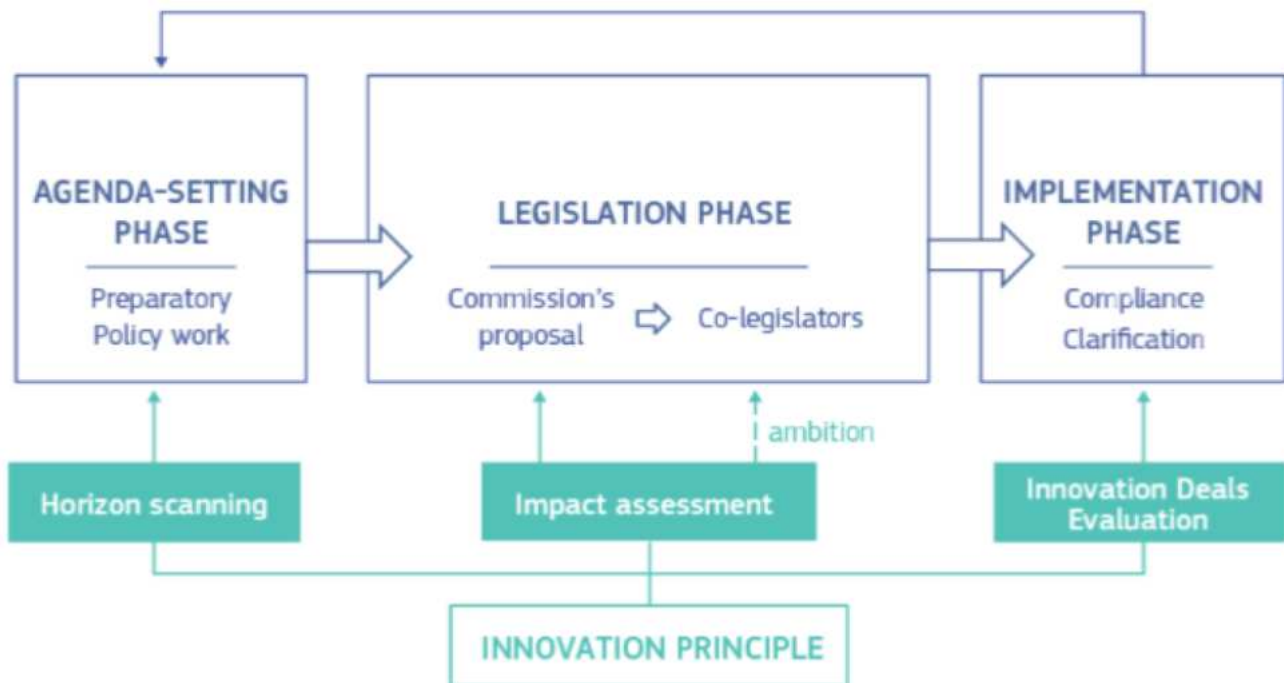 AGENDA-SETTING
PHASE
Preparatory
Policy work
LEGISLATION PHASE
Commission's
proposal
Co-legislators
IMPLEMENTATION
PHASE
Compliance
Clarification
ambition
Horizon scanning
Impact assessment
Innovation Deals
Evaluation
INNOVATION PRINCIPLE